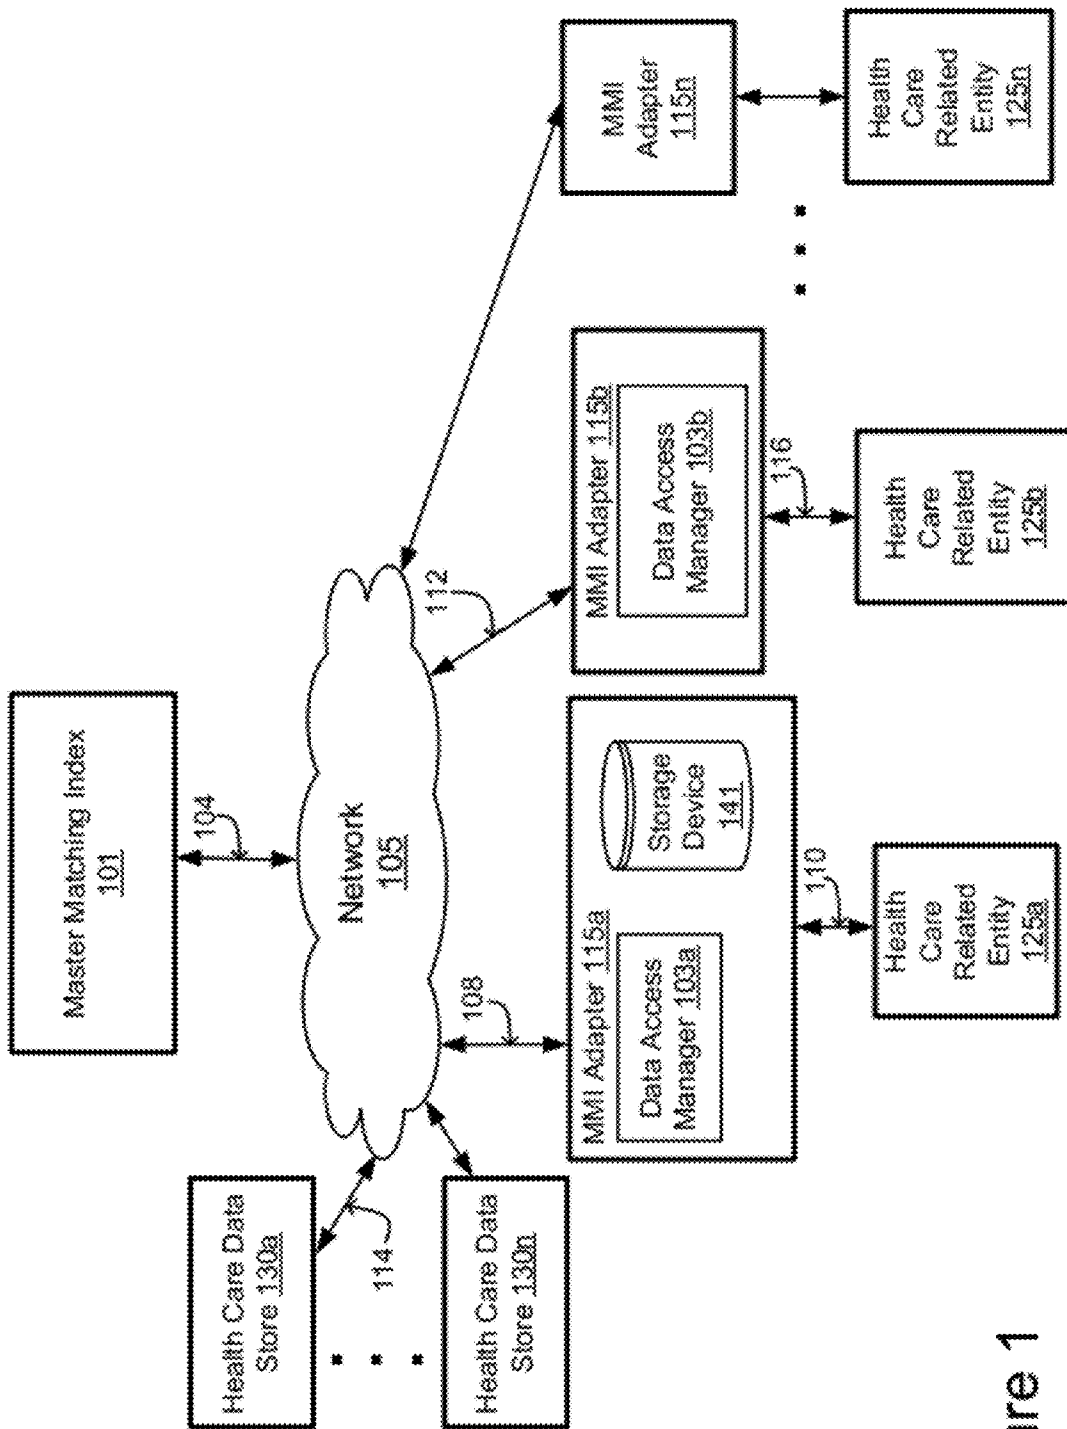 Master Matching Index
101
104
Health Care Data
Store 130a
114
Network
105
112
Health Care Data
Store 130n
108
MMI Adapter 115a
Data Access
Manager 103a
Storage
Device
141
MMI Adapter 115b
Data Access
Manager 103b
MMI
Adapter
115n
110
116
Health
Care
Related
Entity
125a
Health
Care
Related
Entity
125b
Health
Care
Related
Entity
125n
ure 1